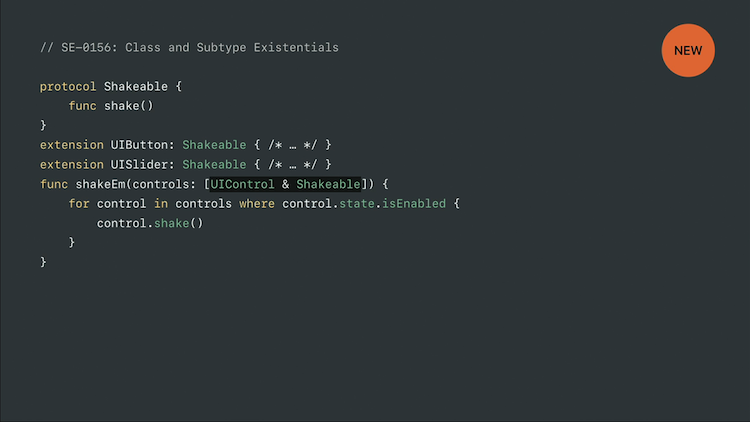 // SE-0156: Class and Subtype Existentials
NEW
protocol Shakeable {
    func shake()
}
extension UIButton: Shakeable { /* … */ }
extension UISlider: Shakeable { /* … */ }
func shakeEm(controls: [UIControl & Shakeable]) {
    for control in controls where control.state.isEnabled {
        control.shake()
    }
}